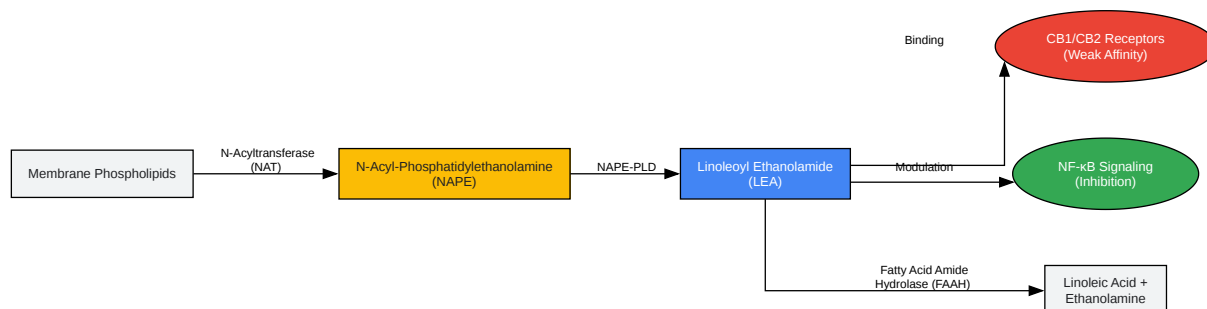 Membrane Phospholipids
N-Acyltransferase
(NAT)
N-Acyl-Phosphatidylethanolamine
(NAPE)
NAPE-PLD
Linoleoyl Ethanolamide
(LEA)
Binding
CB1/CB2 Receptors
(Weak Affinity)
Modulation
NF-κB Signaling
(Inhibition)
Fatty Acid Amide
Hydrolase (FAAH)
Linoleic Acid +
Ethanolamine